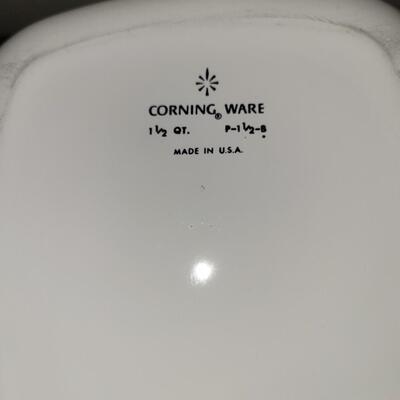 CORNING® WARE
1½ QT. P-1½-B
MADE IN U.S.A.